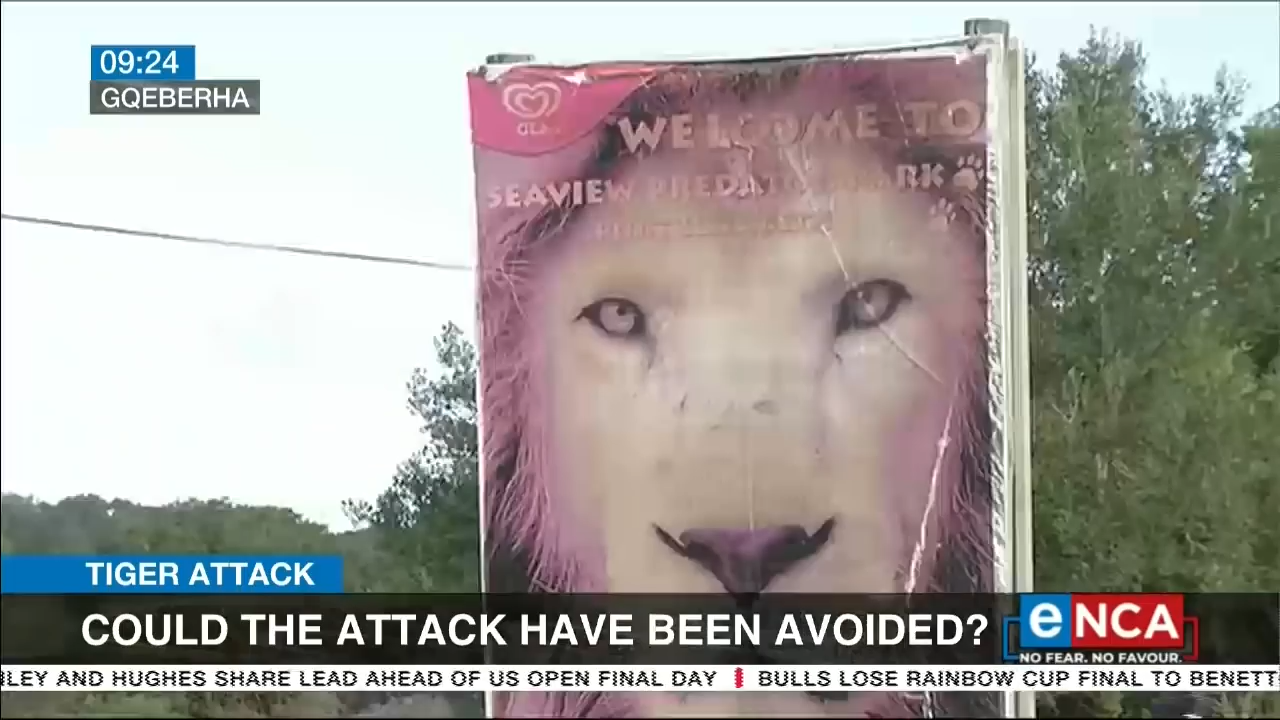 09:24
GQEBERHA
WELCOME TO
SEAVIEW PREDATOR PARK
TIGER ATTACK
COULD THE ATTACK HAVE BEEN AVOIDED?
eNCA
NO FEAR. NO FAVOUR.
LEY AND HUGHES SHARE LEAD AHEAD OF US OPEN FINAL DAY BULLS LOSE RAINBOW CUP FINAL TO BENETT